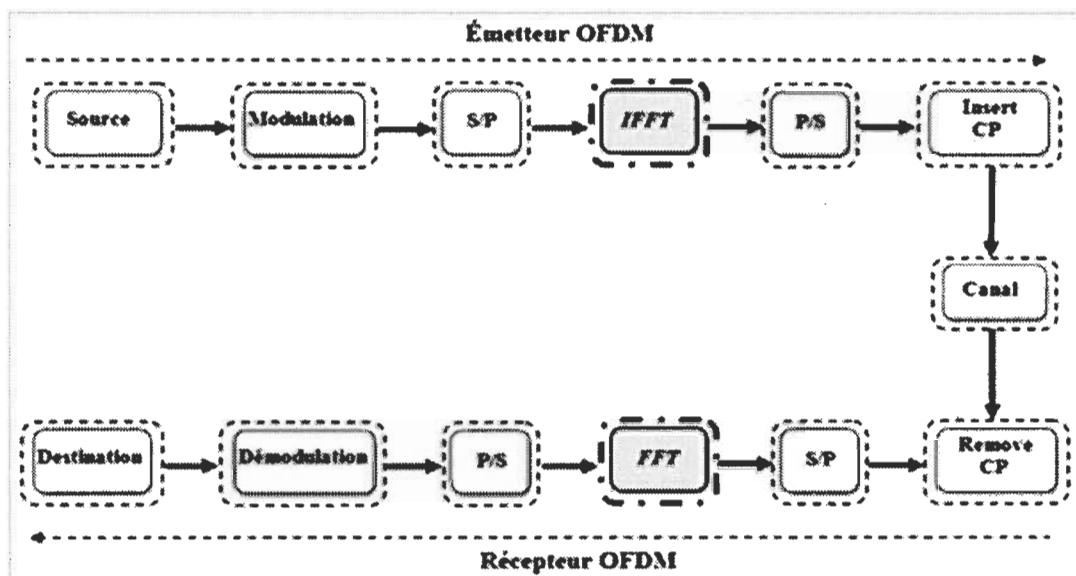 Émetteur OFDM
Source
Modulation
S/P
IFFT
P/S
Insert
CP
Canal
Destination
Démodulation
P/S
FFT
S/P
Remove
CP
Récepteur OFDM